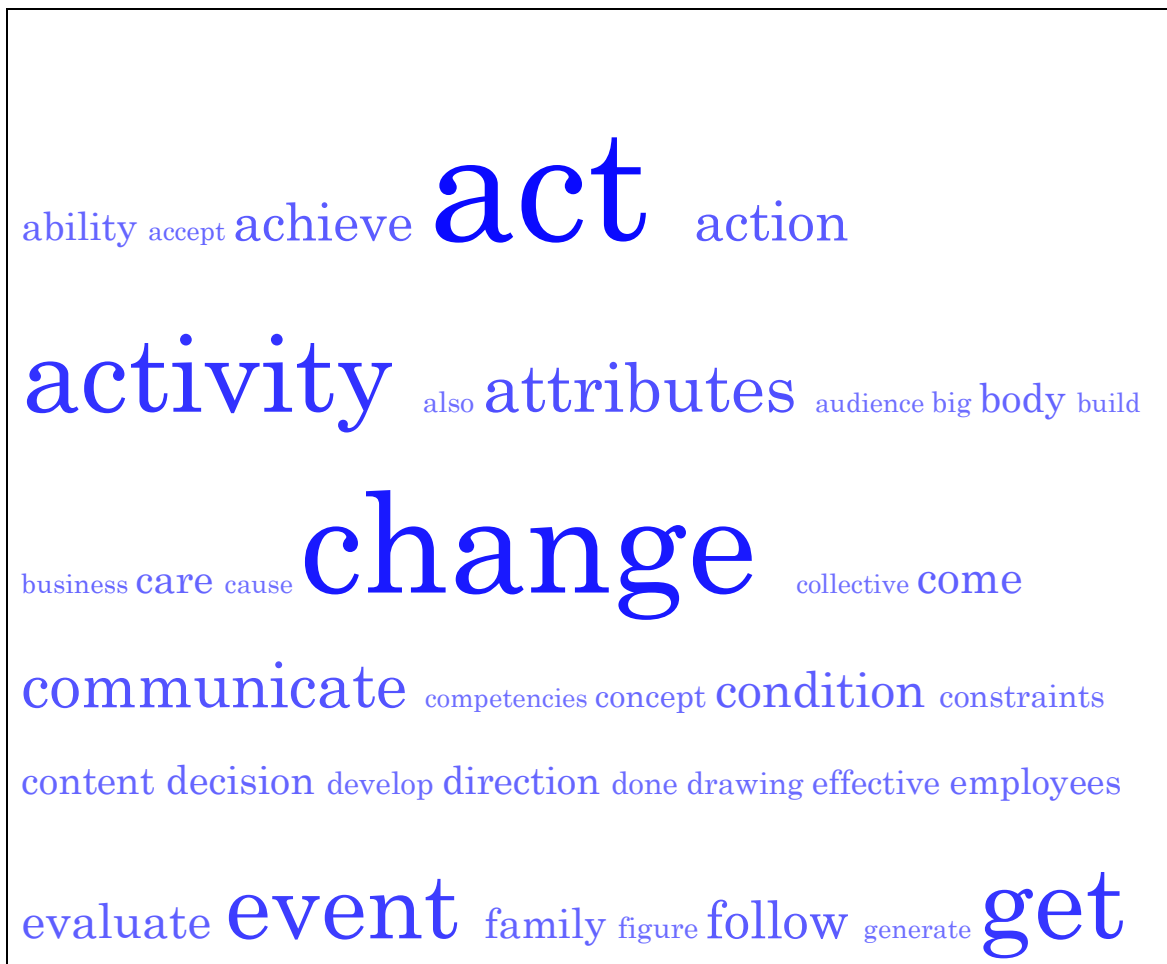 ability accept achieve act action
activity also attributes audience big body build
business care cause change collective come
communicate competencies concept condition constraints
content decision develop direction done drawing effective employees
evaluate event family figure follow generate get